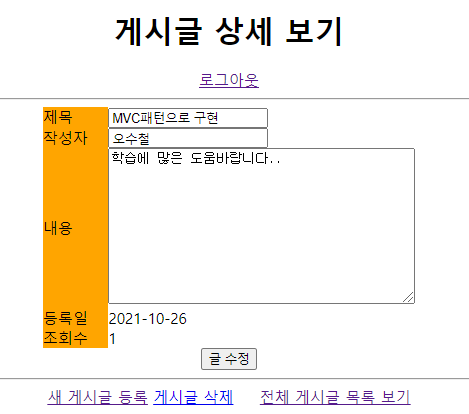 게시글 상세 보기
로그아웃
제목 MVC패턴으로 구현
작성자 오수철
내용 학습에 많은 도움바랍니다..
등록일 2021-10-26
조회수 1
글 수정
새 게시글 등록 게시글 삭제 전체 게시글 목록 보기